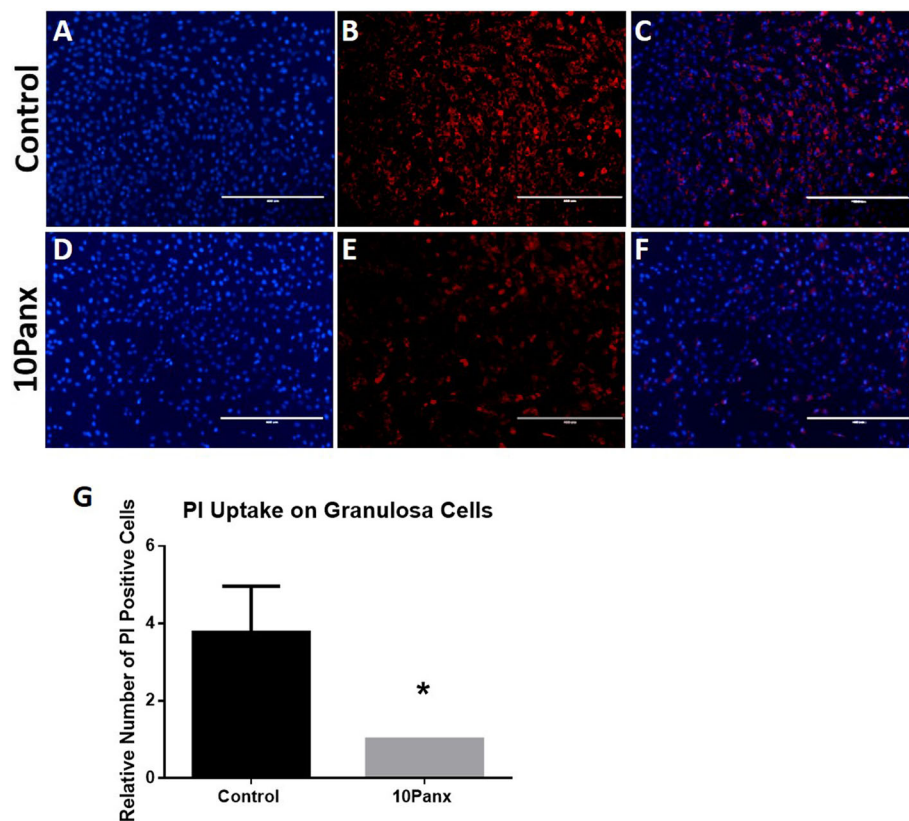 Control
A
B
C
10Panx
D
E
F
G
PI Uptake on Granulosa Cells
Relative Number of PI Positive Cells
6
4
2
0
*
Control
10Panx